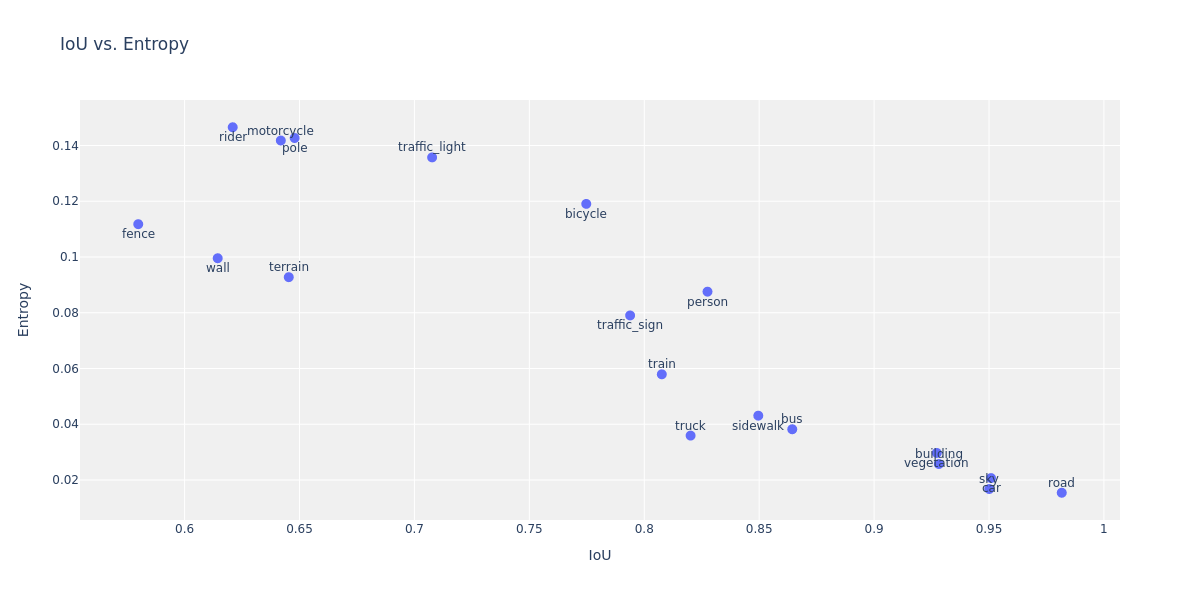 IoU vs. Entropy
0.14
0.12
0.1
0.08
0.06
0.04
0.02
Entropy
rider
motorcycle
pole
traffic_light
bicycle
fence
wall
terrain
person
traffic_sign
train
truck
sidewalk
bus
building
vegetation
sky
car
road
0.6
0.65
0.7
0.75
0.8
0.85
0.9
0.95
1
IoU